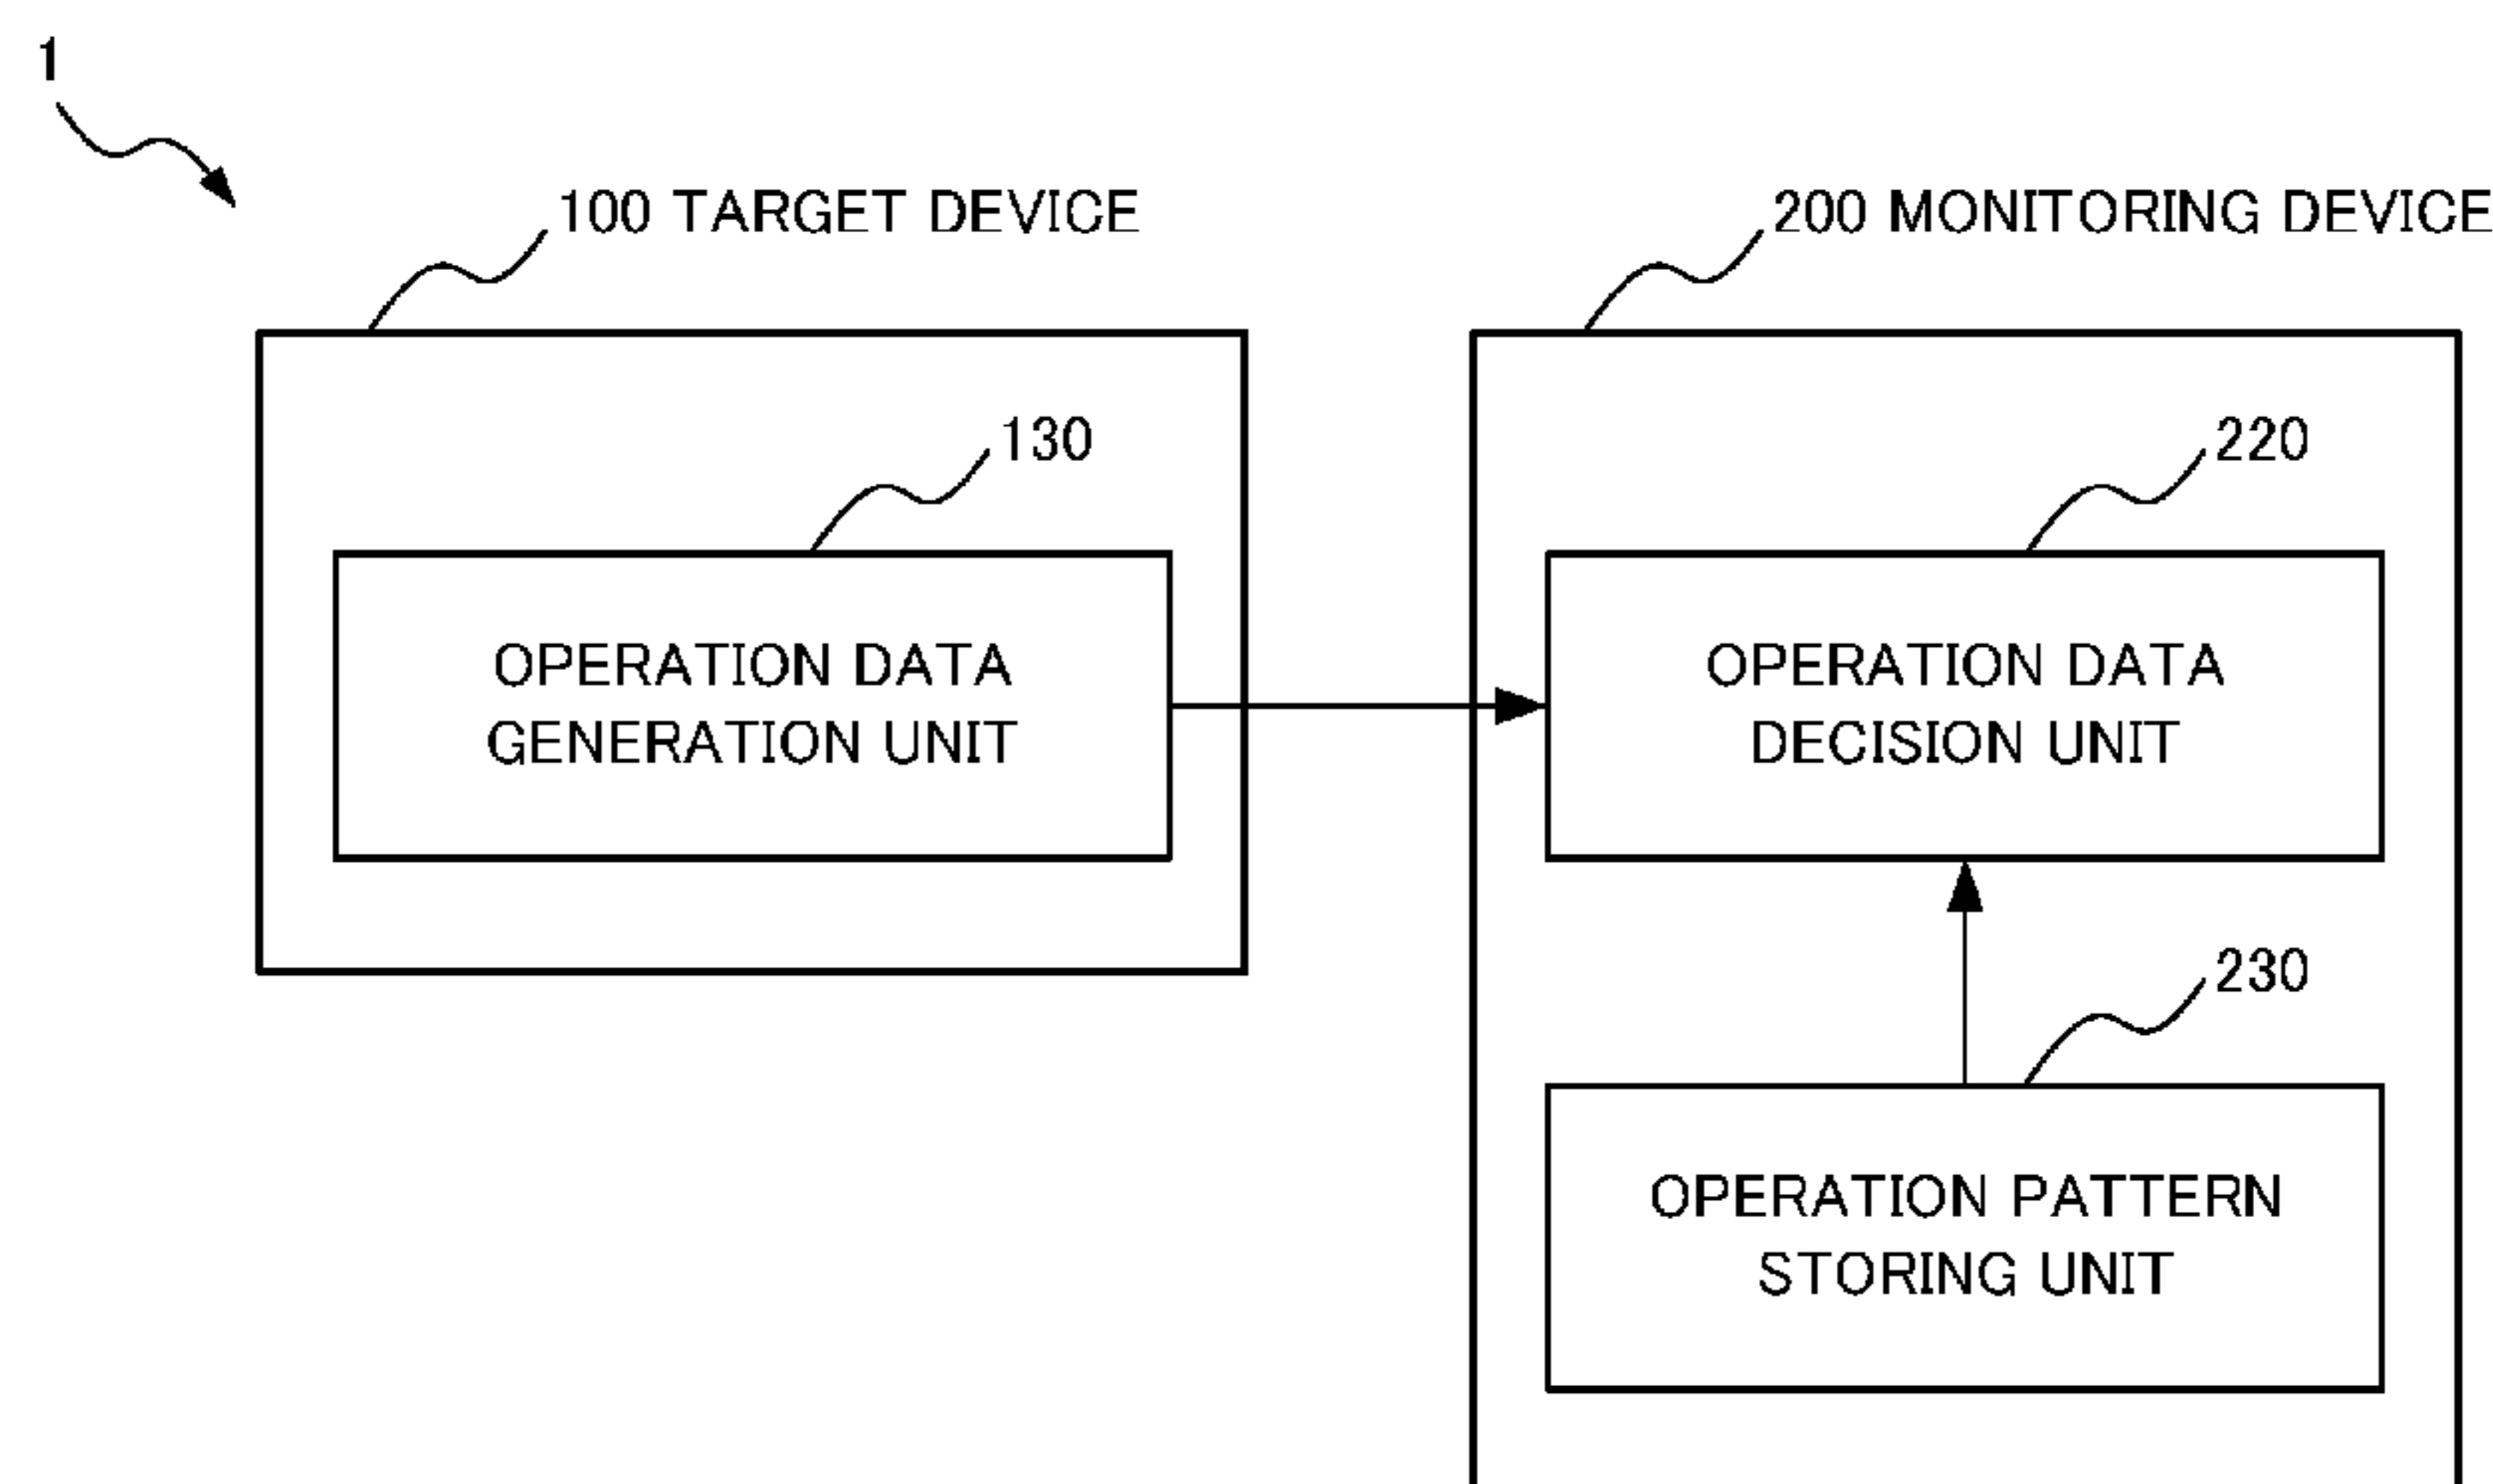 1
100 TARGET DEVICE
200 MONITORING DEVICE
130
220
OPERATION DATA
GENERATION UNIT
OPERATION DATA
DECISION UNIT
230
OPERATION PATTERN
STORING UNIT